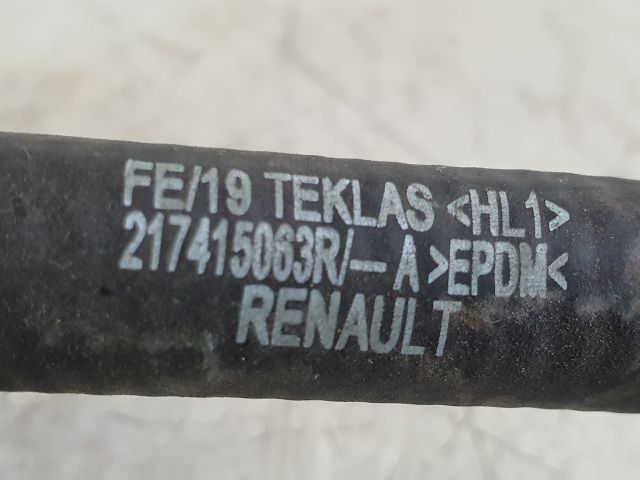 FE/19 TEKLAS <HL1>
217415063R/—A >EPDM<
RENAULT